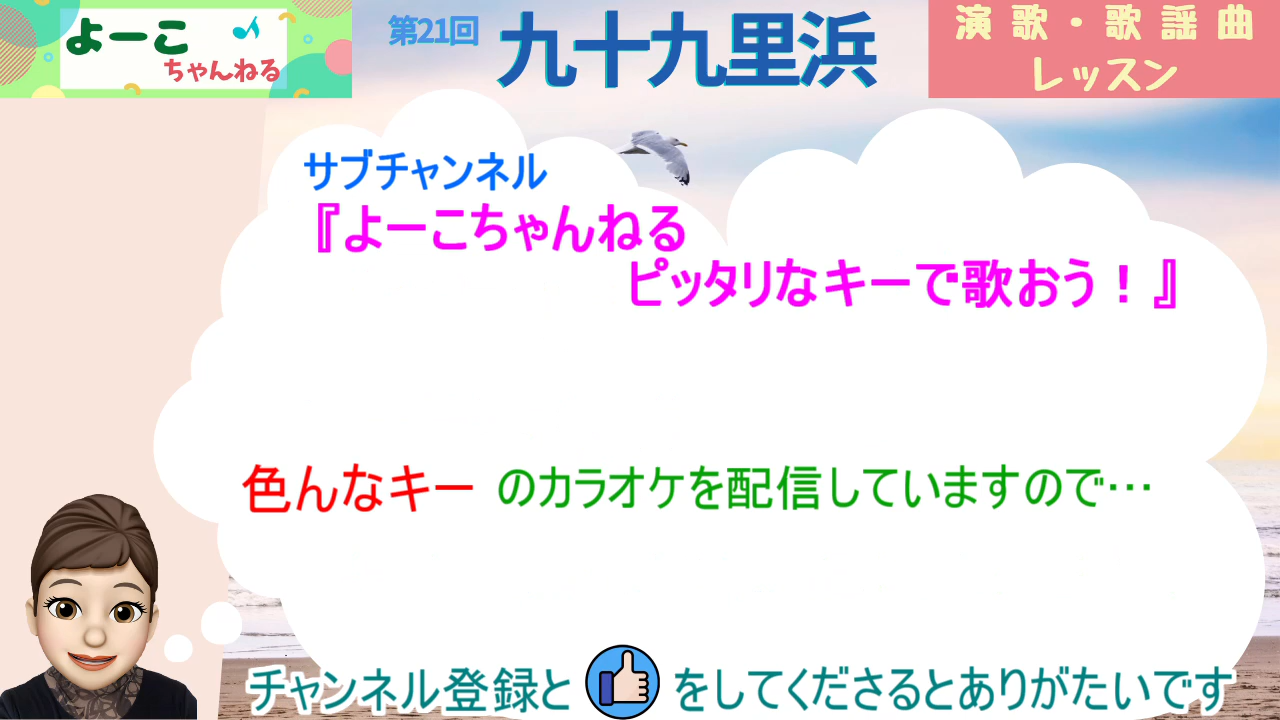 よーこ
ちゃんねる
第21回 九十九里浜
演歌・歌謡曲
レッスン
サブチャンネル
『よーこちゃんねる
ピッタリなキーで歌おう！』
色んなキー のカラオケを配信していますので…
チャンネル登録と をしてくださるとありがたいです